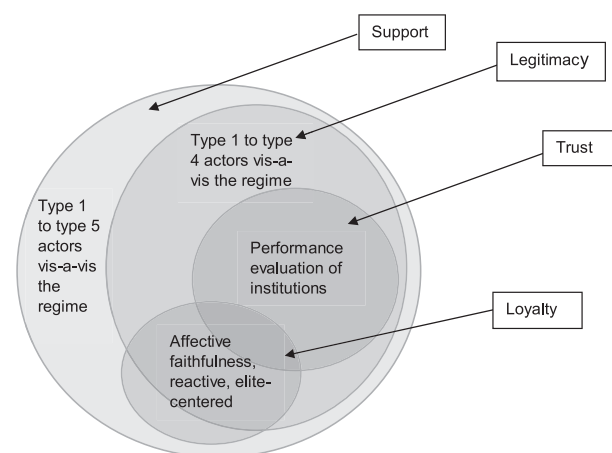 Support
Legitimacy
Type 1 to type
4 actors vis-a-
vis the regime
Trust
Type 1
to type 5
actors
vis-a-vis
the
regime
Performance
evaluation of
institutions
Loyalty
Affective
faithfulness,
reactive, elite-
centered